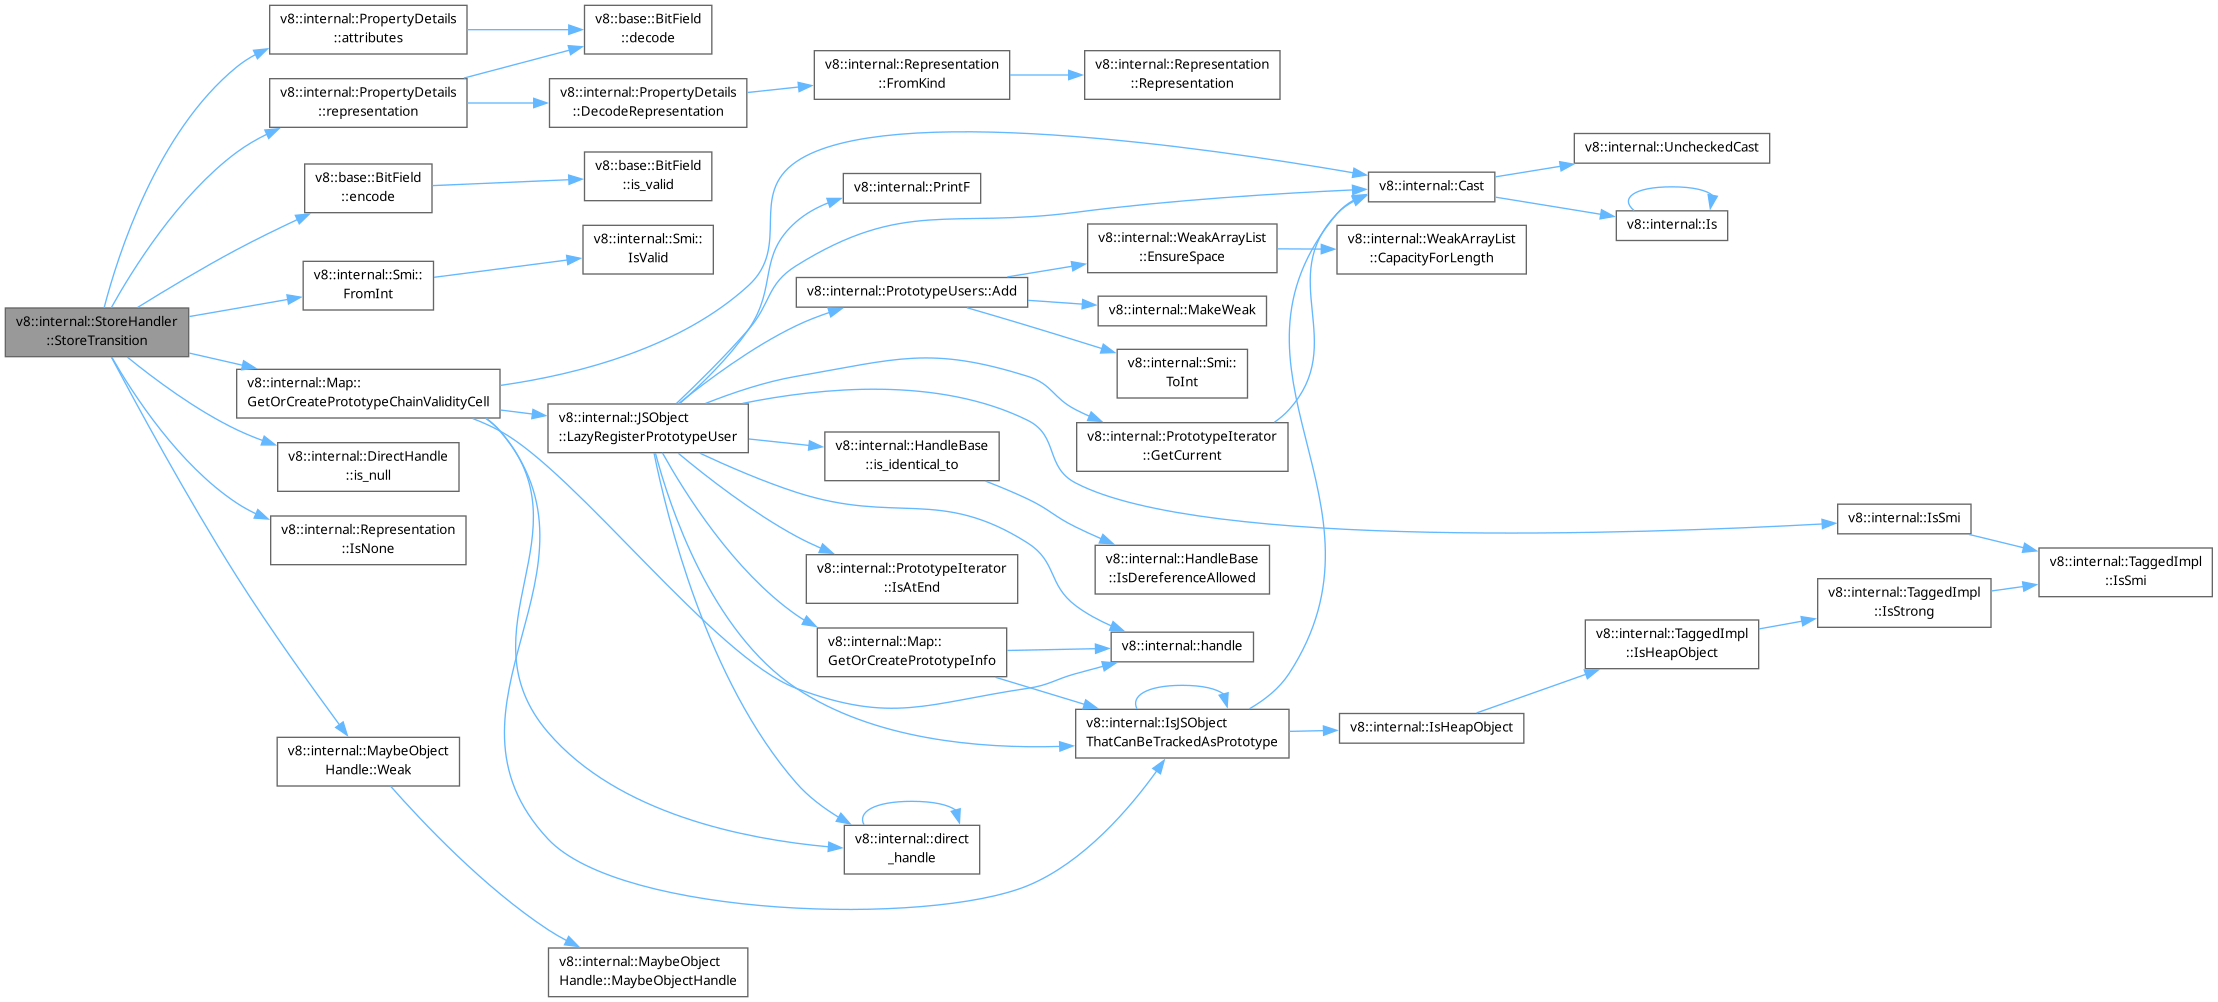 v8::internal::StoreHandler
::StoreTransition
v8::internal::PropertyDetails
::attributes
v8::base::BitField
::decode
v8::internal::PropertyDetails
::representation
v8::internal::PropertyDetails
::DecodeRepresentation
v8::internal::Representation
::FromKind
v8::internal::Representation
::Representation
v8::base::BitField
::encode
v8::base::BitField
::is_valid
v8::internal::Smi::
FromInt
v8::internal::Smi::
IsValid
v8::internal::Map::
GetOrCreatePrototypeChainValidityCell
v8::internal::Cast
v8::internal::UncheckedCast
v8::internal::Is
v8::internal::JSObject
::LazyRegisterPrototypeUser
v8::internal::PrintF
v8::internal::PrototypeUsers::Add
v8::internal::WeakArrayList
::EnsureSpace
v8::internal::WeakArrayList
::CapacityForLength
v8::internal::MakeWeak
v8::internal::Smi::
ToInt
v8::internal::PrototypeIterator
::GetCurrent
v8::internal::HandleBase
::is_identical_to
v8::internal::HandleBase
::IsDereferenceAllowed
v8::internal::PrototypeIterator
::IsAtEnd
v8::internal::Map::
GetOrCreatePrototypeInfo
v8::internal::handle
v8::internal::IsJSObject
ThatCanBeTrackedAsPrototype
v8::internal::IsHeapObject
v8::internal::TaggedImpl
::IsHeapObject
v8::internal::TaggedImpl
::IsStrong
v8::internal::IsSmi
v8::internal::TaggedImpl
::IsSmi
v8::internal::direct
_handle
v8::internal::DirectHandle
::is_null
v8::internal::Representation
::IsNone
v8::internal::MaybeObject
Handle::Weak
v8::internal::MaybeObject
Handle::MaybeObjectHandle